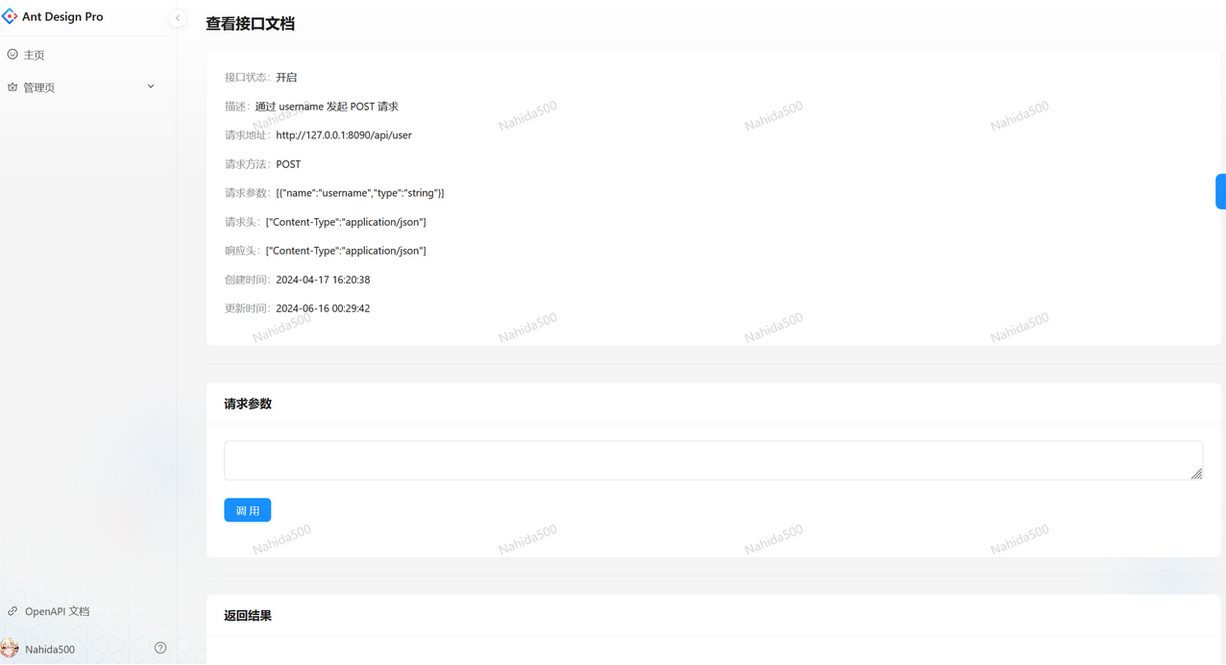 Ant Design Pro
主页
管理页
OpenAPI 文档
Nahida500
查看接口文档
接口状态：开启
描述：通过 username 发起 POST 请求
请求地址：http://127.0.0.1:8090/api/user
请求方法：POST
请求参数：[{"name":"username","type":"string"}]
请求头：["Content-Type":"application/json"]
响应头：["Content-Type":"application/json"]
创建时间：2024-04-17 16:20:38
更新时间：2024-06-16 00:29:42
Nahida500 Nahida500 Nahida500 Nahida500
Nahida500 Nahida500 Nahida500 Nahida500
请求参数
调 用
Nahida500 Nahida500 Nahida500 Nahida500
返回结果